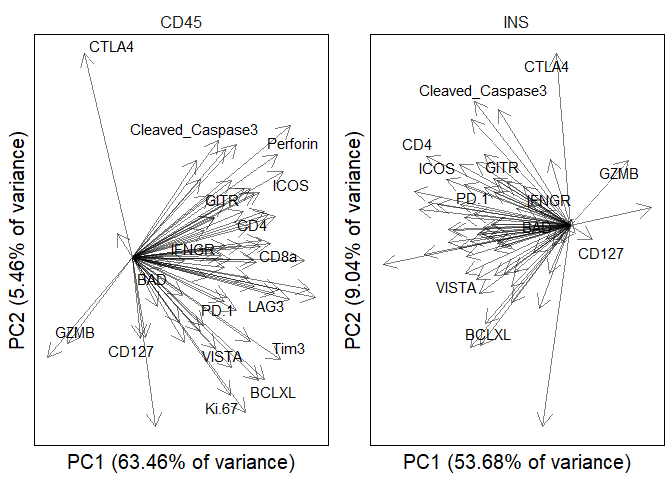 CD45
CTLA4
Cleaved_Caspase3
Perforin
ICOS
GITR
CD4
IFNGR
CD8a
BAD
LAG3
PD.1
GZMB
CD127
VISTA
Tim3
BCLXL
Ki.67
PC1 (63.46% of variance)
PC2 (5.46% of variance)
INS
CTLA4
Cleaved_Caspase3
CD4
ICOS
GITR
GZMB
PD.1
IFNGR
BAD
CD127
VISTA
BCLXL
PC1 (53.68% of variance)
PC2 (9.04% of variance)